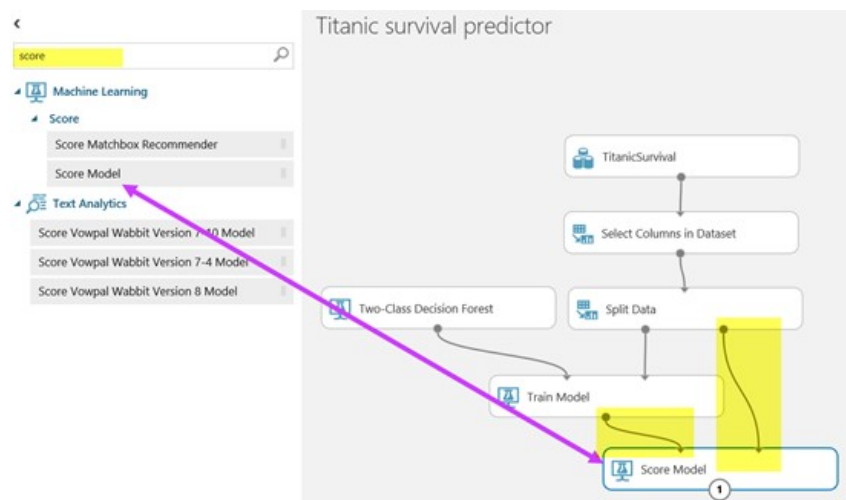 Titanic survival predictor
score
Machine Learning
Score
Score Matchbox Recommender
Score Model
Text Analytics
Score Vowpal Wabbit Version 7-10 Model
Score Vowpal Wabbit Version 7-4 Model
Score Vowpal Wabbit Version 8 Model
TitanicSurvival
Select Columns in Dataset
Two-Class Decision Forest
Split Data
Train Model
Score Model
1